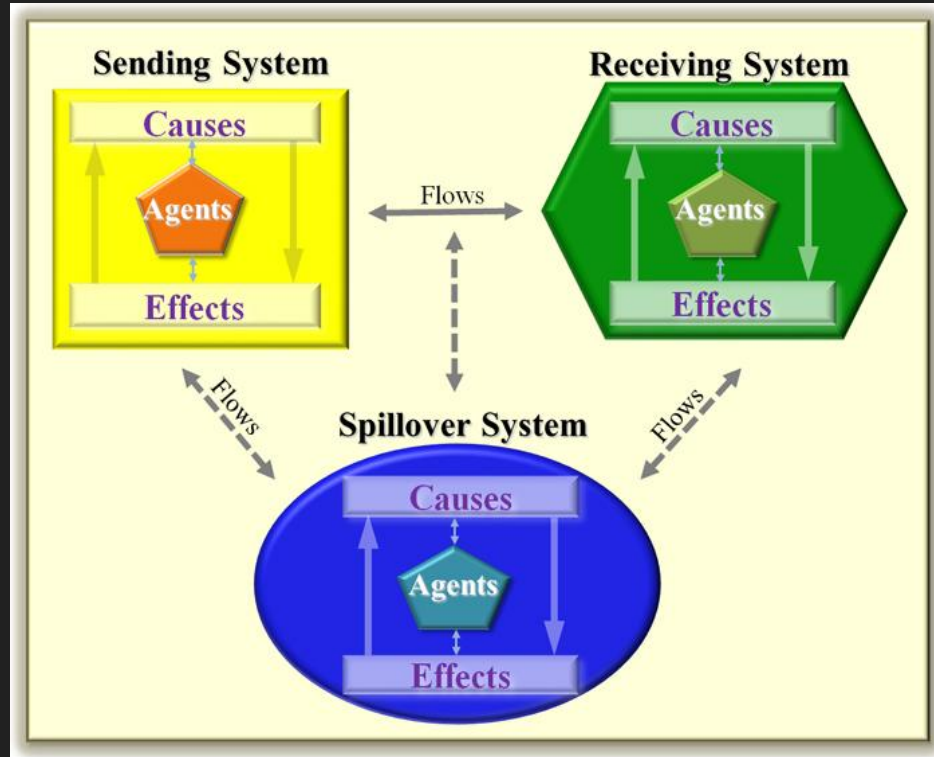 Sending System
Causes
Agents
Effects
Flows
Receiving System
Causes
Agents
Effects
Flows
Flows
Spillover System
Causes
Agents
Effects